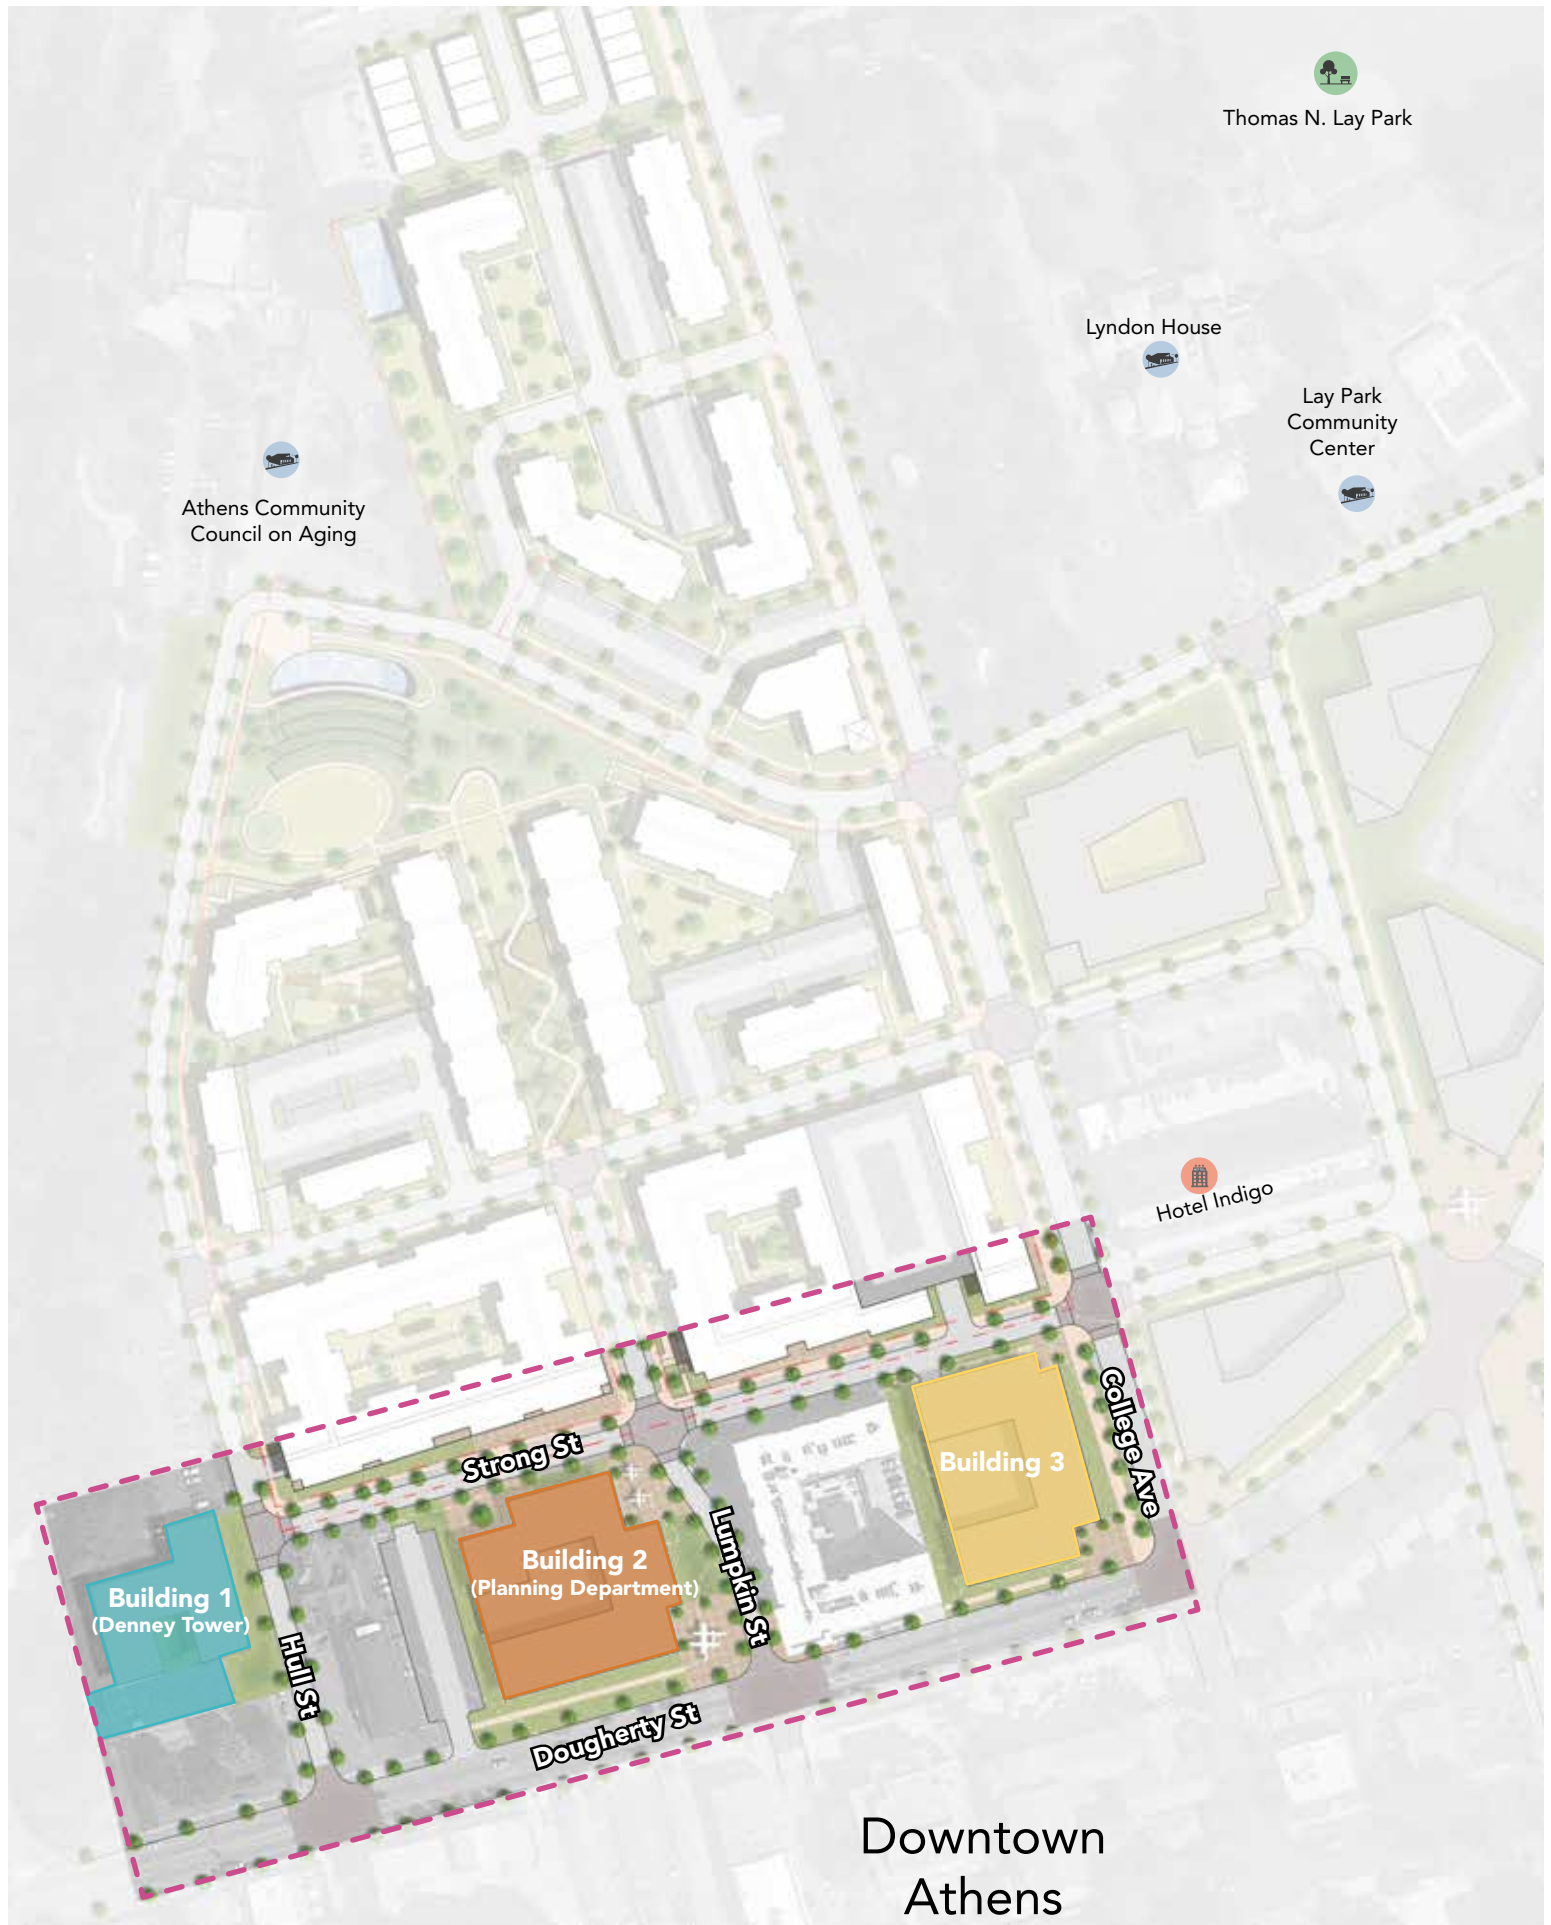 Thomas N. Lay Park
Lyndon House
Lay Park
Community
Center
Athens Community
Council on Aging
Hotel Indigo
College Ave
Strong St
Building 3
Lumpkin St
Building 2
(Planning Department)
Building 1
(Denney Tower)
Hull St
Dougherty St
Downtown
Athens